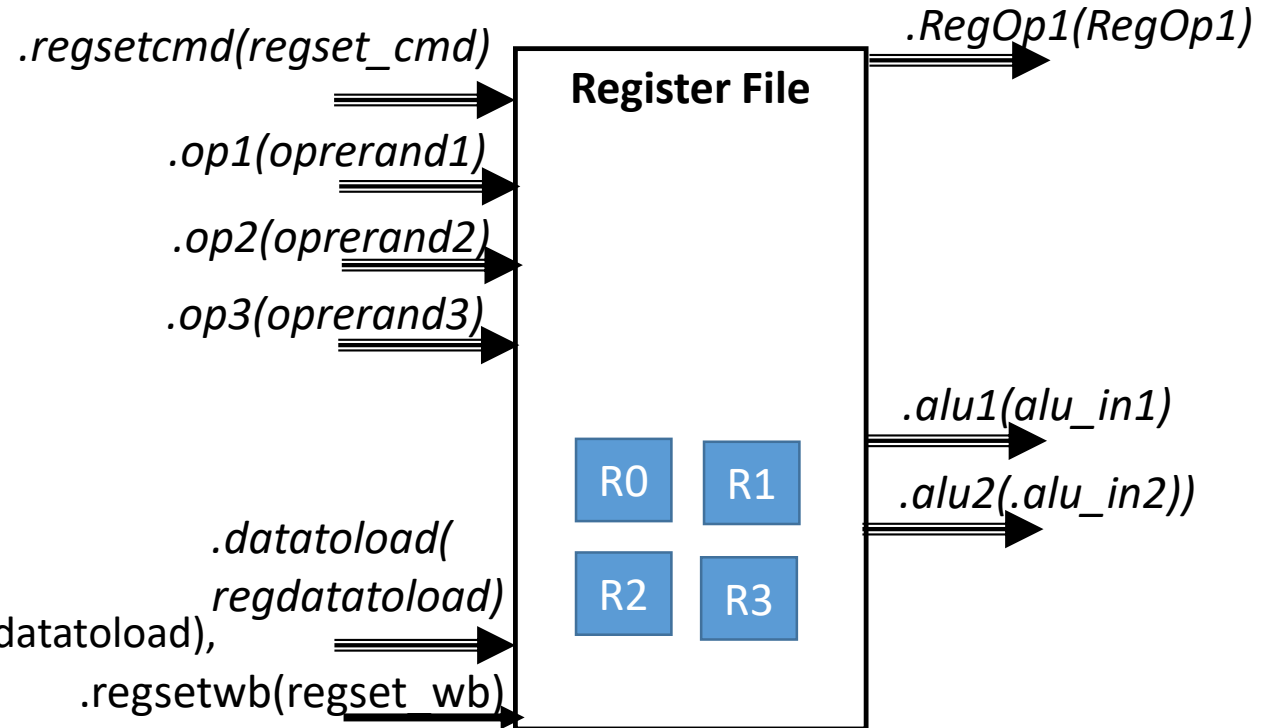 .regsetcmd(regset_cmd)
.RegOp1(RegOp1)
Register File
.op1(oprerand1)
.op2(oprerand2)
.op3(oprerand3)
.alu1(alu_in1)
.alu2(.alu_in2))
R0 R1
R2 R3
.datatoload(
regdatatoload)
datatoload),
.regsetwb(regset_wb)